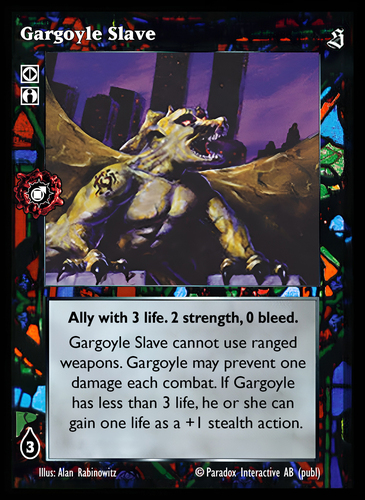 Gargoyle Slave
Ally with 3 life. 2 strength, 0 bleed.
Gargoyle Slave cannot use ranged
weapons. Gargoyle may prevent one
damage each combat. If Gargoyle
has less than 3 life, he or she can
gain one life as a +1 stealth action.
3
Illus: Alan Rabinowitz © Paradox Interactive AB (publ)